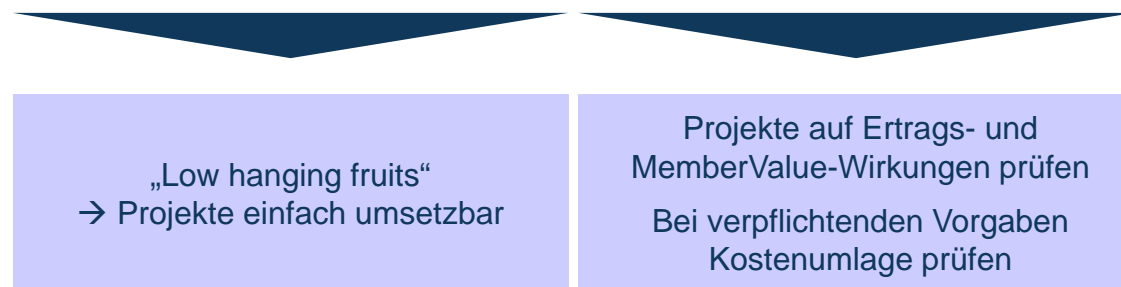 „Low hanging fruits“
→ Projekte einfach umsetzbar
Projekte auf Ertrags- und
MemberValue-Wirkungen prüfen
Bei verpflichtenden Vorgaben
Kostenumlage prüfen